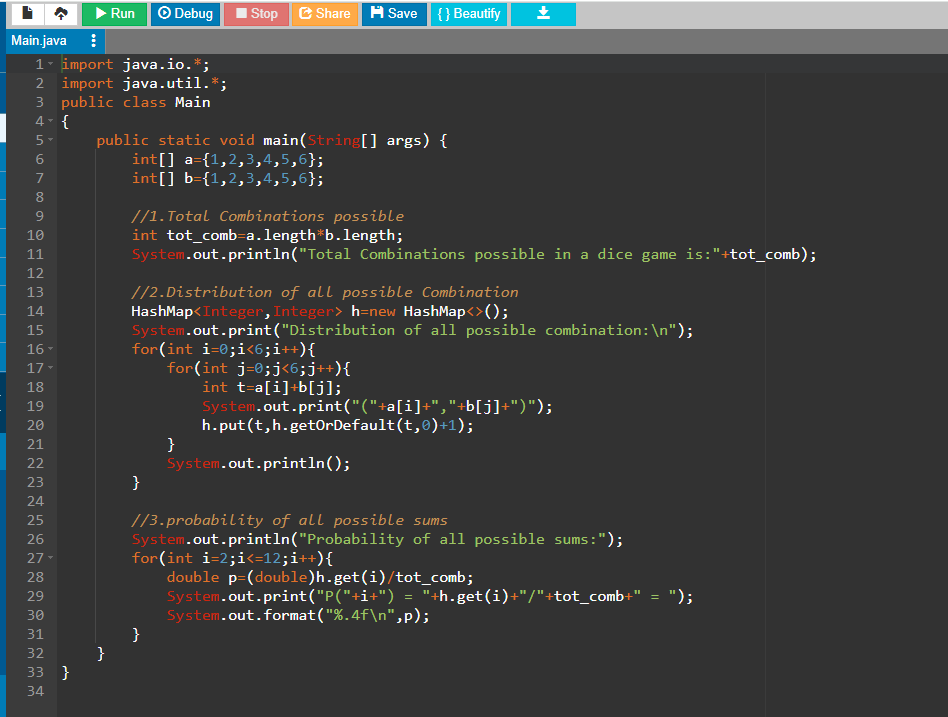 Run Debug Stop Share Save { } Beautify
Main.java
1 import java.io.*;
2 import java.util.*;
3 public class Main
4 {
5     public static void main(String[] args) {
6         int[] a={1,2,3,4,5,6};
7         int[] b={1,2,3,4,5,6};
8
9         //1.Total Combinations possible
10         int tot_comb=a.length*b.length;
11         System.out.println("Total Combinations possible in a dice game is:"+tot_comb);
12
13         //2.Distribution of all possible Combination
14         HashMap<Integer,Integer> h=new HashMap<>();
15         System.out.print("Distribution of all possible combination:\n");
16         for(int i=0;i<6;i++){
17             for(int j=0;j<6;j++){
18                 int t=a[i]+b[j];
19                 System.out.print("("+a[i]+","+b[j]+")");
20                 h.put(t,h.getOrDefault(t,0)+1);
21             }
22             System.out.println();
23         }
24
25         //3.probability of all possible sums
26         System.out.println("Probability of all possible sums:");
27         for(int i=2;i<=12;i++){
28             double p=(double)h.get(i)/tot_comb;
29             System.out.print("P("+i+") = "+h.get(i)+"/"+tot_comb+" = ");
30             System.out.format("%.4f\n",p);
31         }
32     }
33 }
34